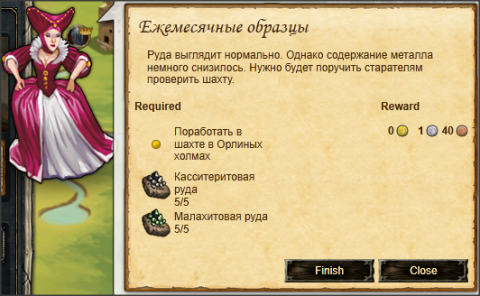 Ежемесячные образцы
Руда выглядит нормально. Однако содержание металла
немного снизилось. Нужно будет поручить старателям
проверить шахту.
Required Reward
Поработать в
шахте в Орлиных
холмах
0 1 40
Касситеритовая
руда
5/5
Малахитовая руда
5/5
Finish Close